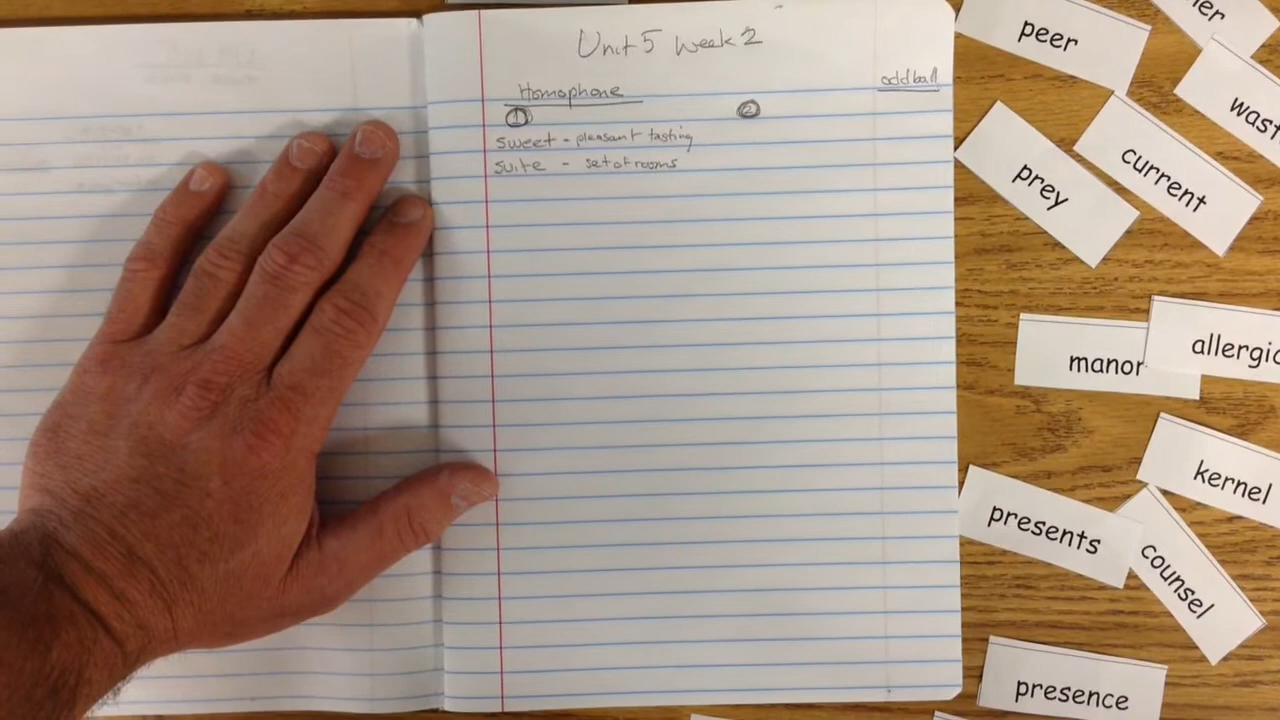 Unit 5 Week 2
oddball
Homophone
1 2
sweet - pleasant tasting
suite - set of rooms
peer
prey
current
manor
kernel
presents
counsel
presence